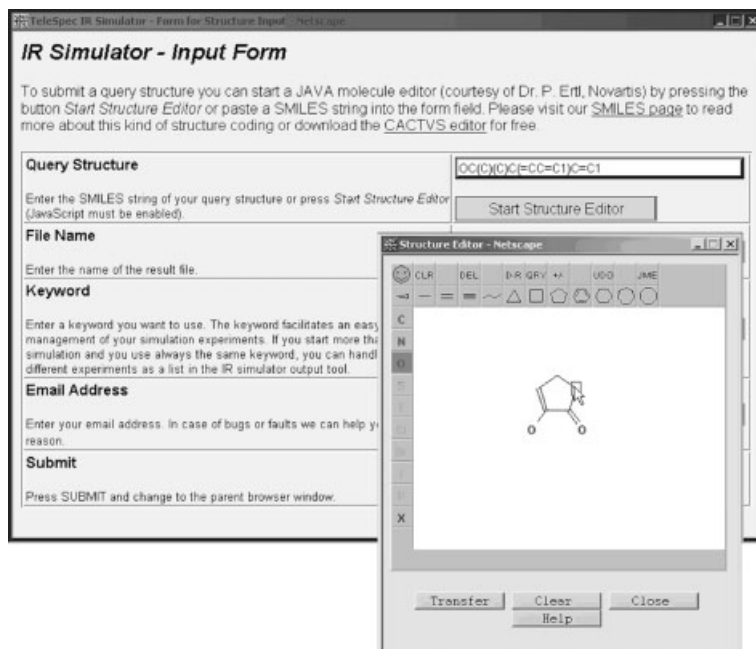 TeleSpec IR Simulator - Form for Structure Input - Netscape
IR Simulator - Input Form
To submit a query structure you can start a JAVA molecule editor (courtesy of Dr. P. Ertl, Novartis) by pressing the
button Start Structure Editor or paste a SMILES string into the form field. Please visit our SMILES page to read
more about this kind of structure coding or download the CACTVS editor for free.
Query Structure
OC(C)(C)C(=CC=C1)C=C1
Enter the SMILES string of your query structure or press Start Structure Editor
(JavaScript must be enabled).
Start Structure Editor
File Name
Enter the name of the result file.
Keyword
Enter a keyword you want to use. The keyword facilitates an easy
management of your simulation experiments. If you start more tha
simulation and you use always the same keyword, you can handl
different experiments as a list in the IR simulator output tool.
Email Address
Enter your email address. In case of bugs or faults we can help y
reason.
Submit
Press SUBMIT and change to the parent browser window.
Structure Editor - Netscape
CLR DEL D-R QRY +/- UDO JME
C
N
O
S
X
O O
Transfer Clear Close
Help